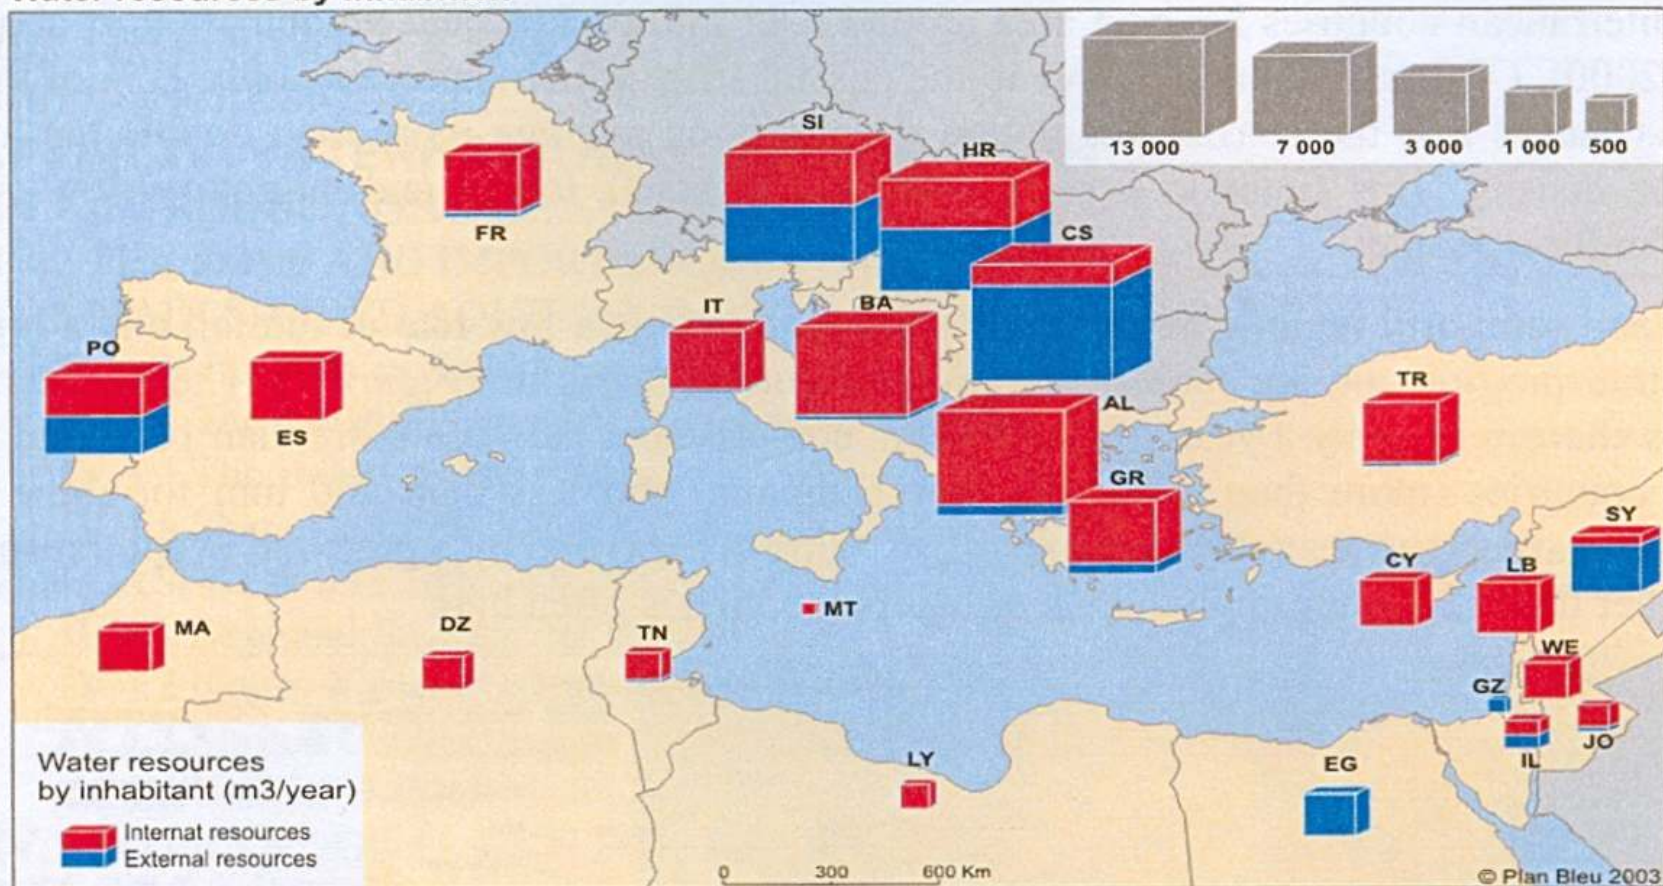 13 000 7 000 3 000 1 000 500
SI
HR
FR
CS
IT
BA
PO
ES
AL
TR
GR
SY
CY
LB
MT
MA
DZ
TN
WE
GZ
JO
IL
LY
EG
Water resources
by inhabitant (m3/year)
Internat resources
External resources
0 300 600 Km
© Plan Bleu 2003